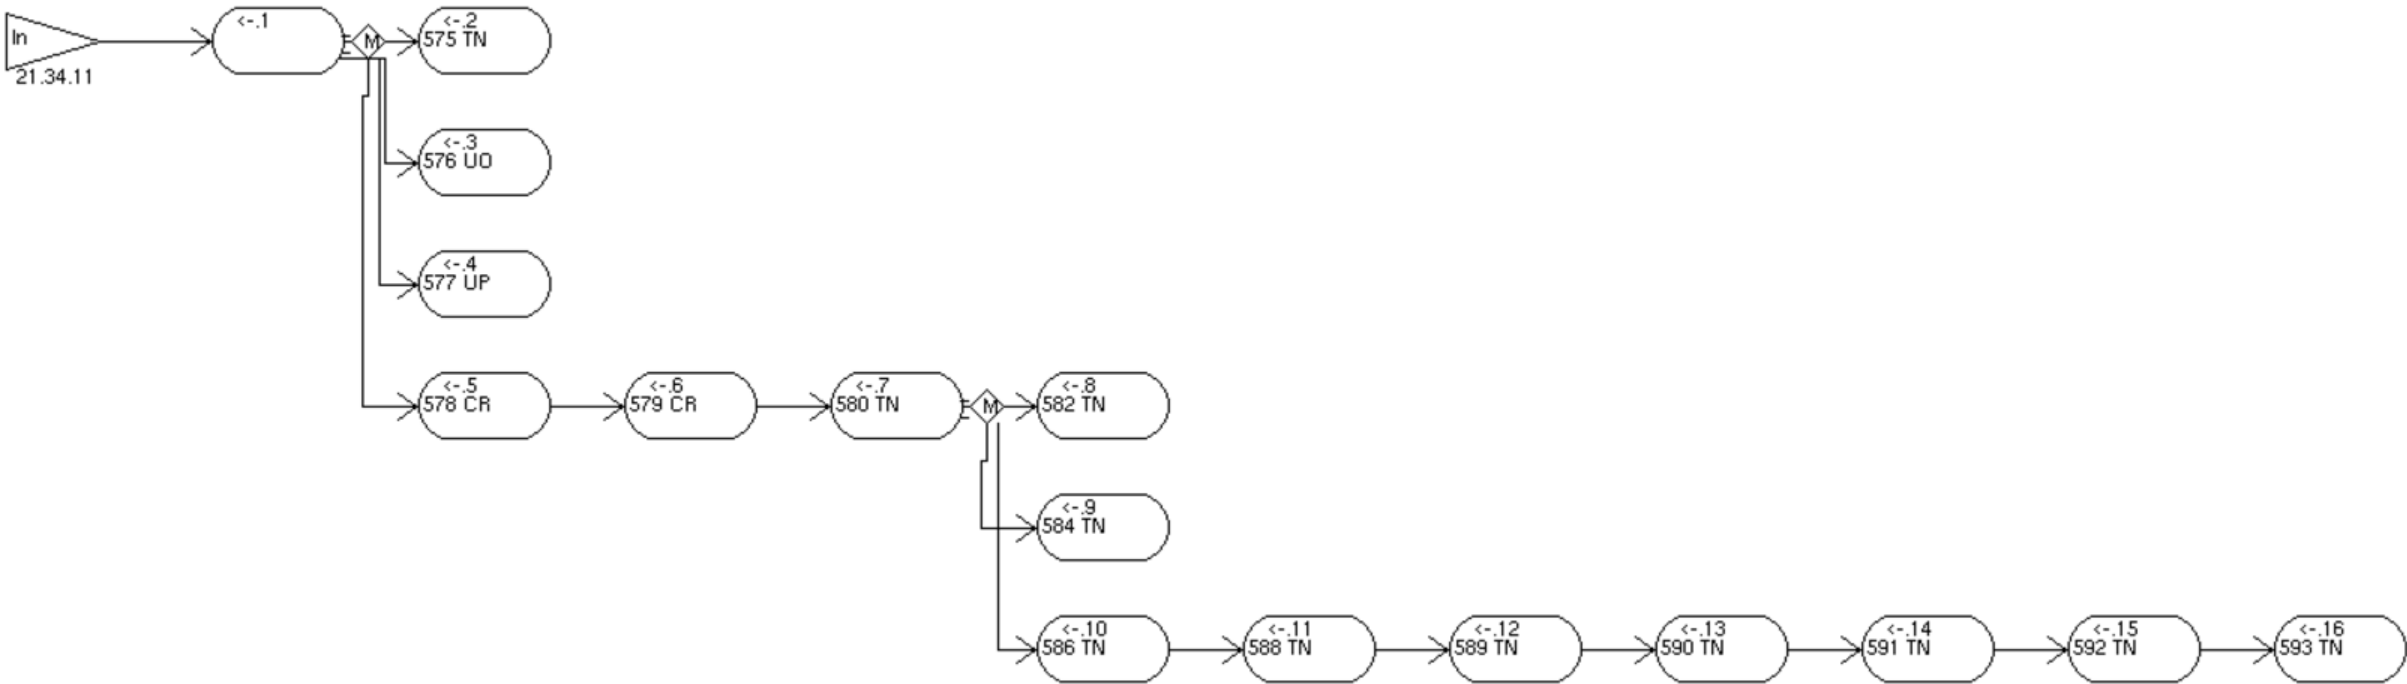 In
21.34.11
<-.1
M
<-.2
575 TN
<-.3
576 UO
<-.4
577 UP
<-.5
578 CR
<-.6
579 CR
<-.7
580 TN
M
<-.8
582 TN
<-.9
584 TN
<-.10
586 TN
<-.11
588 TN
<-.12
589 TN
<-.13
590 TN
<-.14
591 TN
<-.15
592 TN
<-.16
593 TN